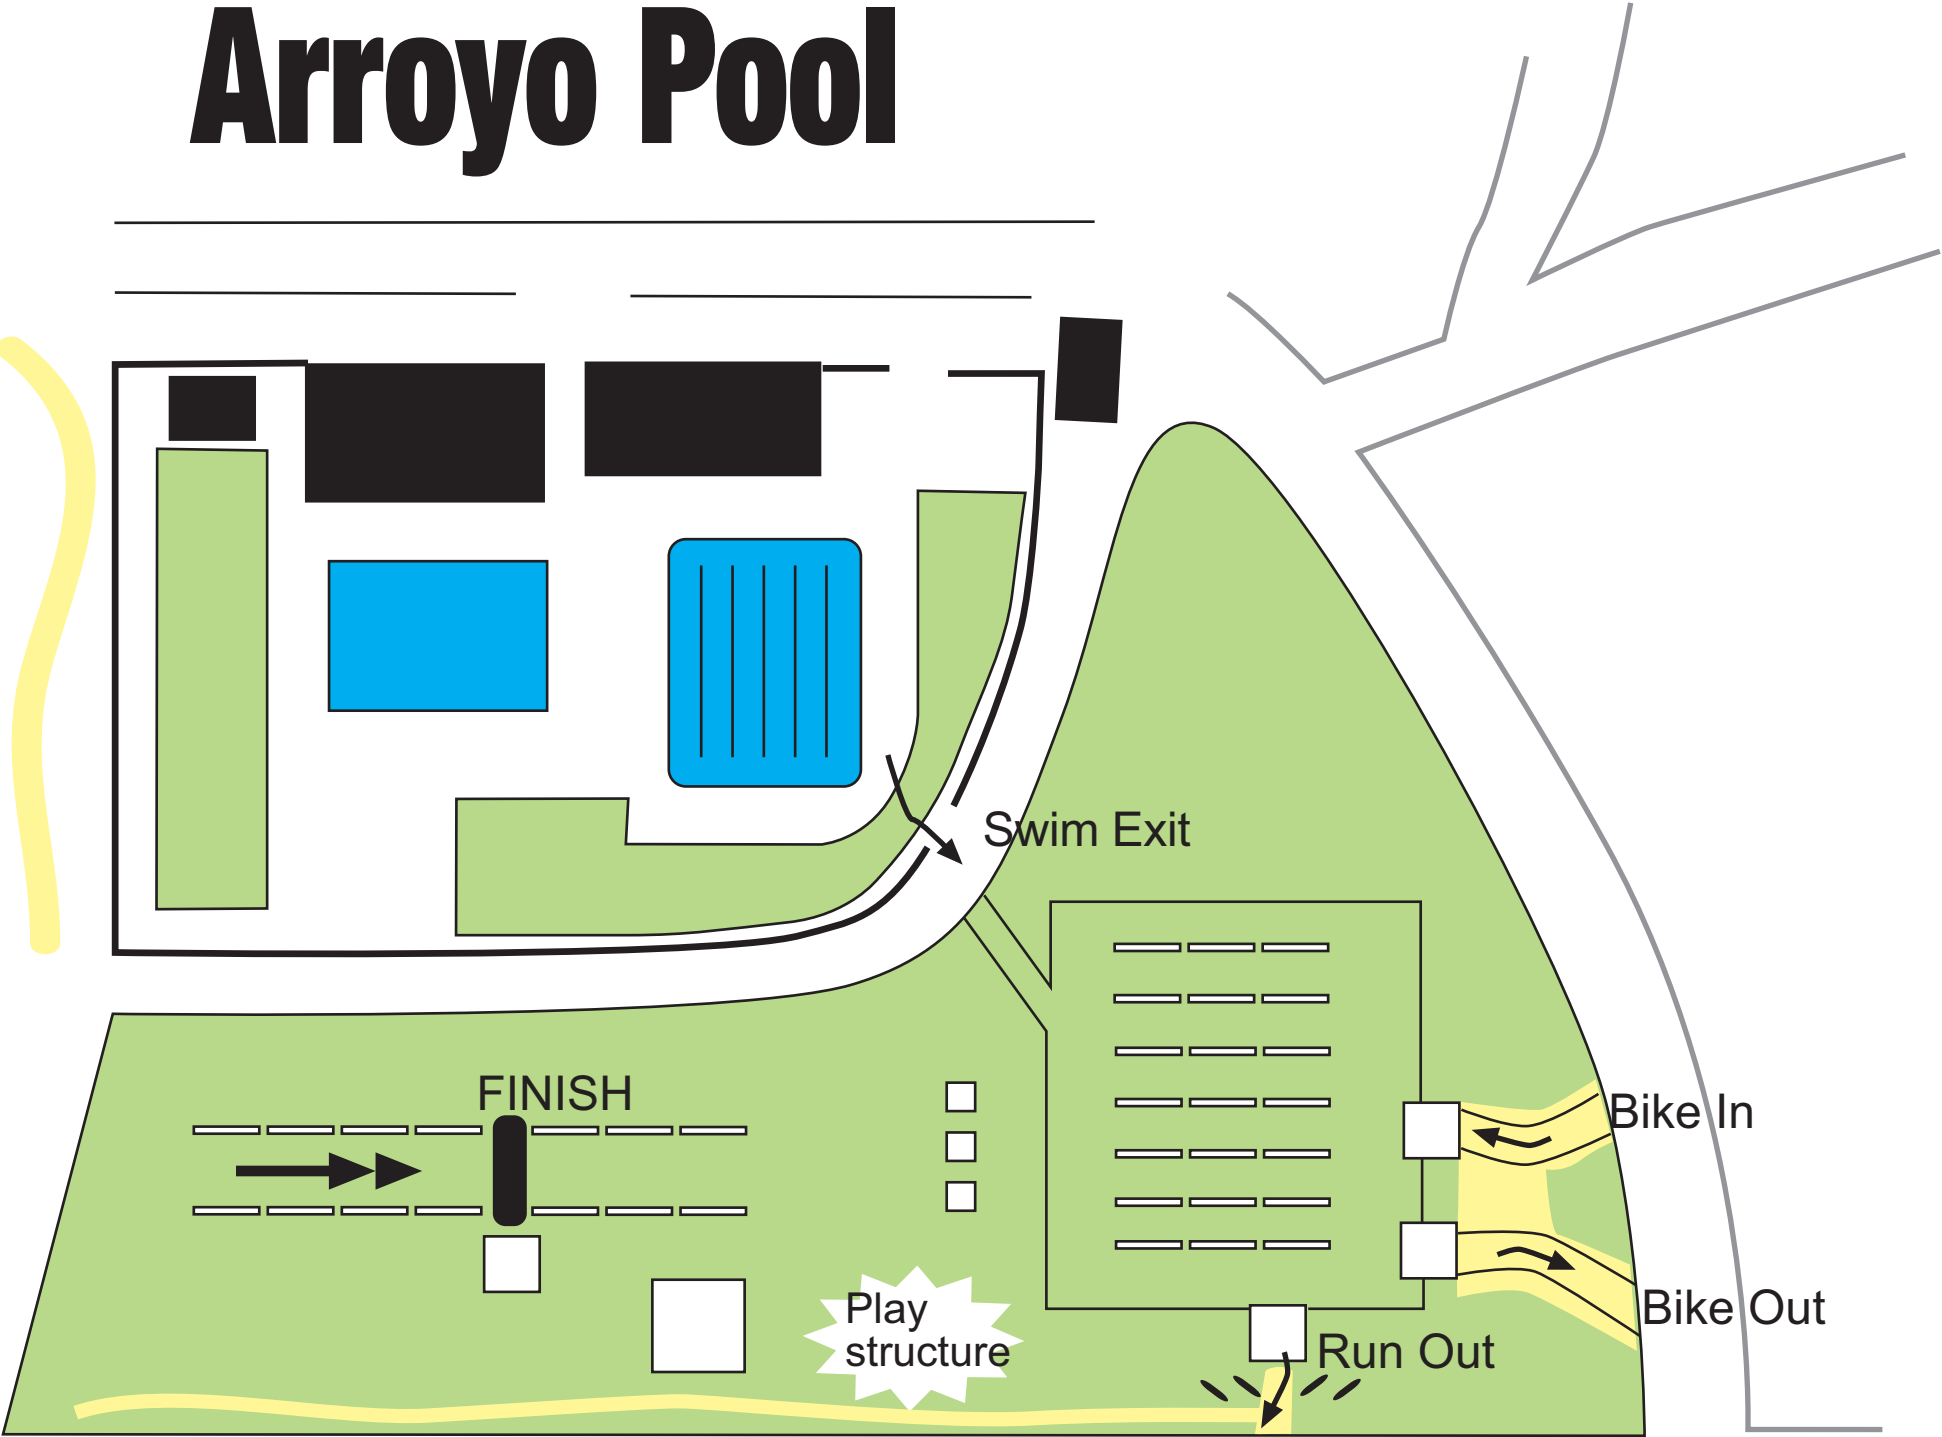 Arroyo Pool
Swim Exit
FINISH
Bike In
Bike Out
Play
structure
Run Out